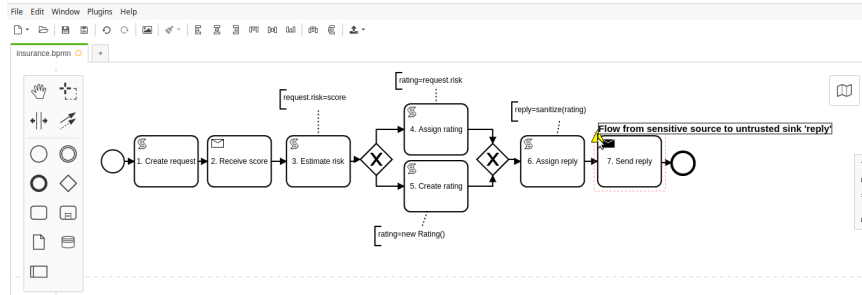 File Edit Window Plugins Help
insurance.bpmn
+
rating=request.risk
request.risk=score
reply=sanitize(rating)
Flow from sensitive source to untrusted sink 'reply'
4. Assign rating
1. Create request
2. Receive score
3. Estimate risk
X
X
6. Assign reply
7. Send reply
5. Create rating
rating=new Rating()